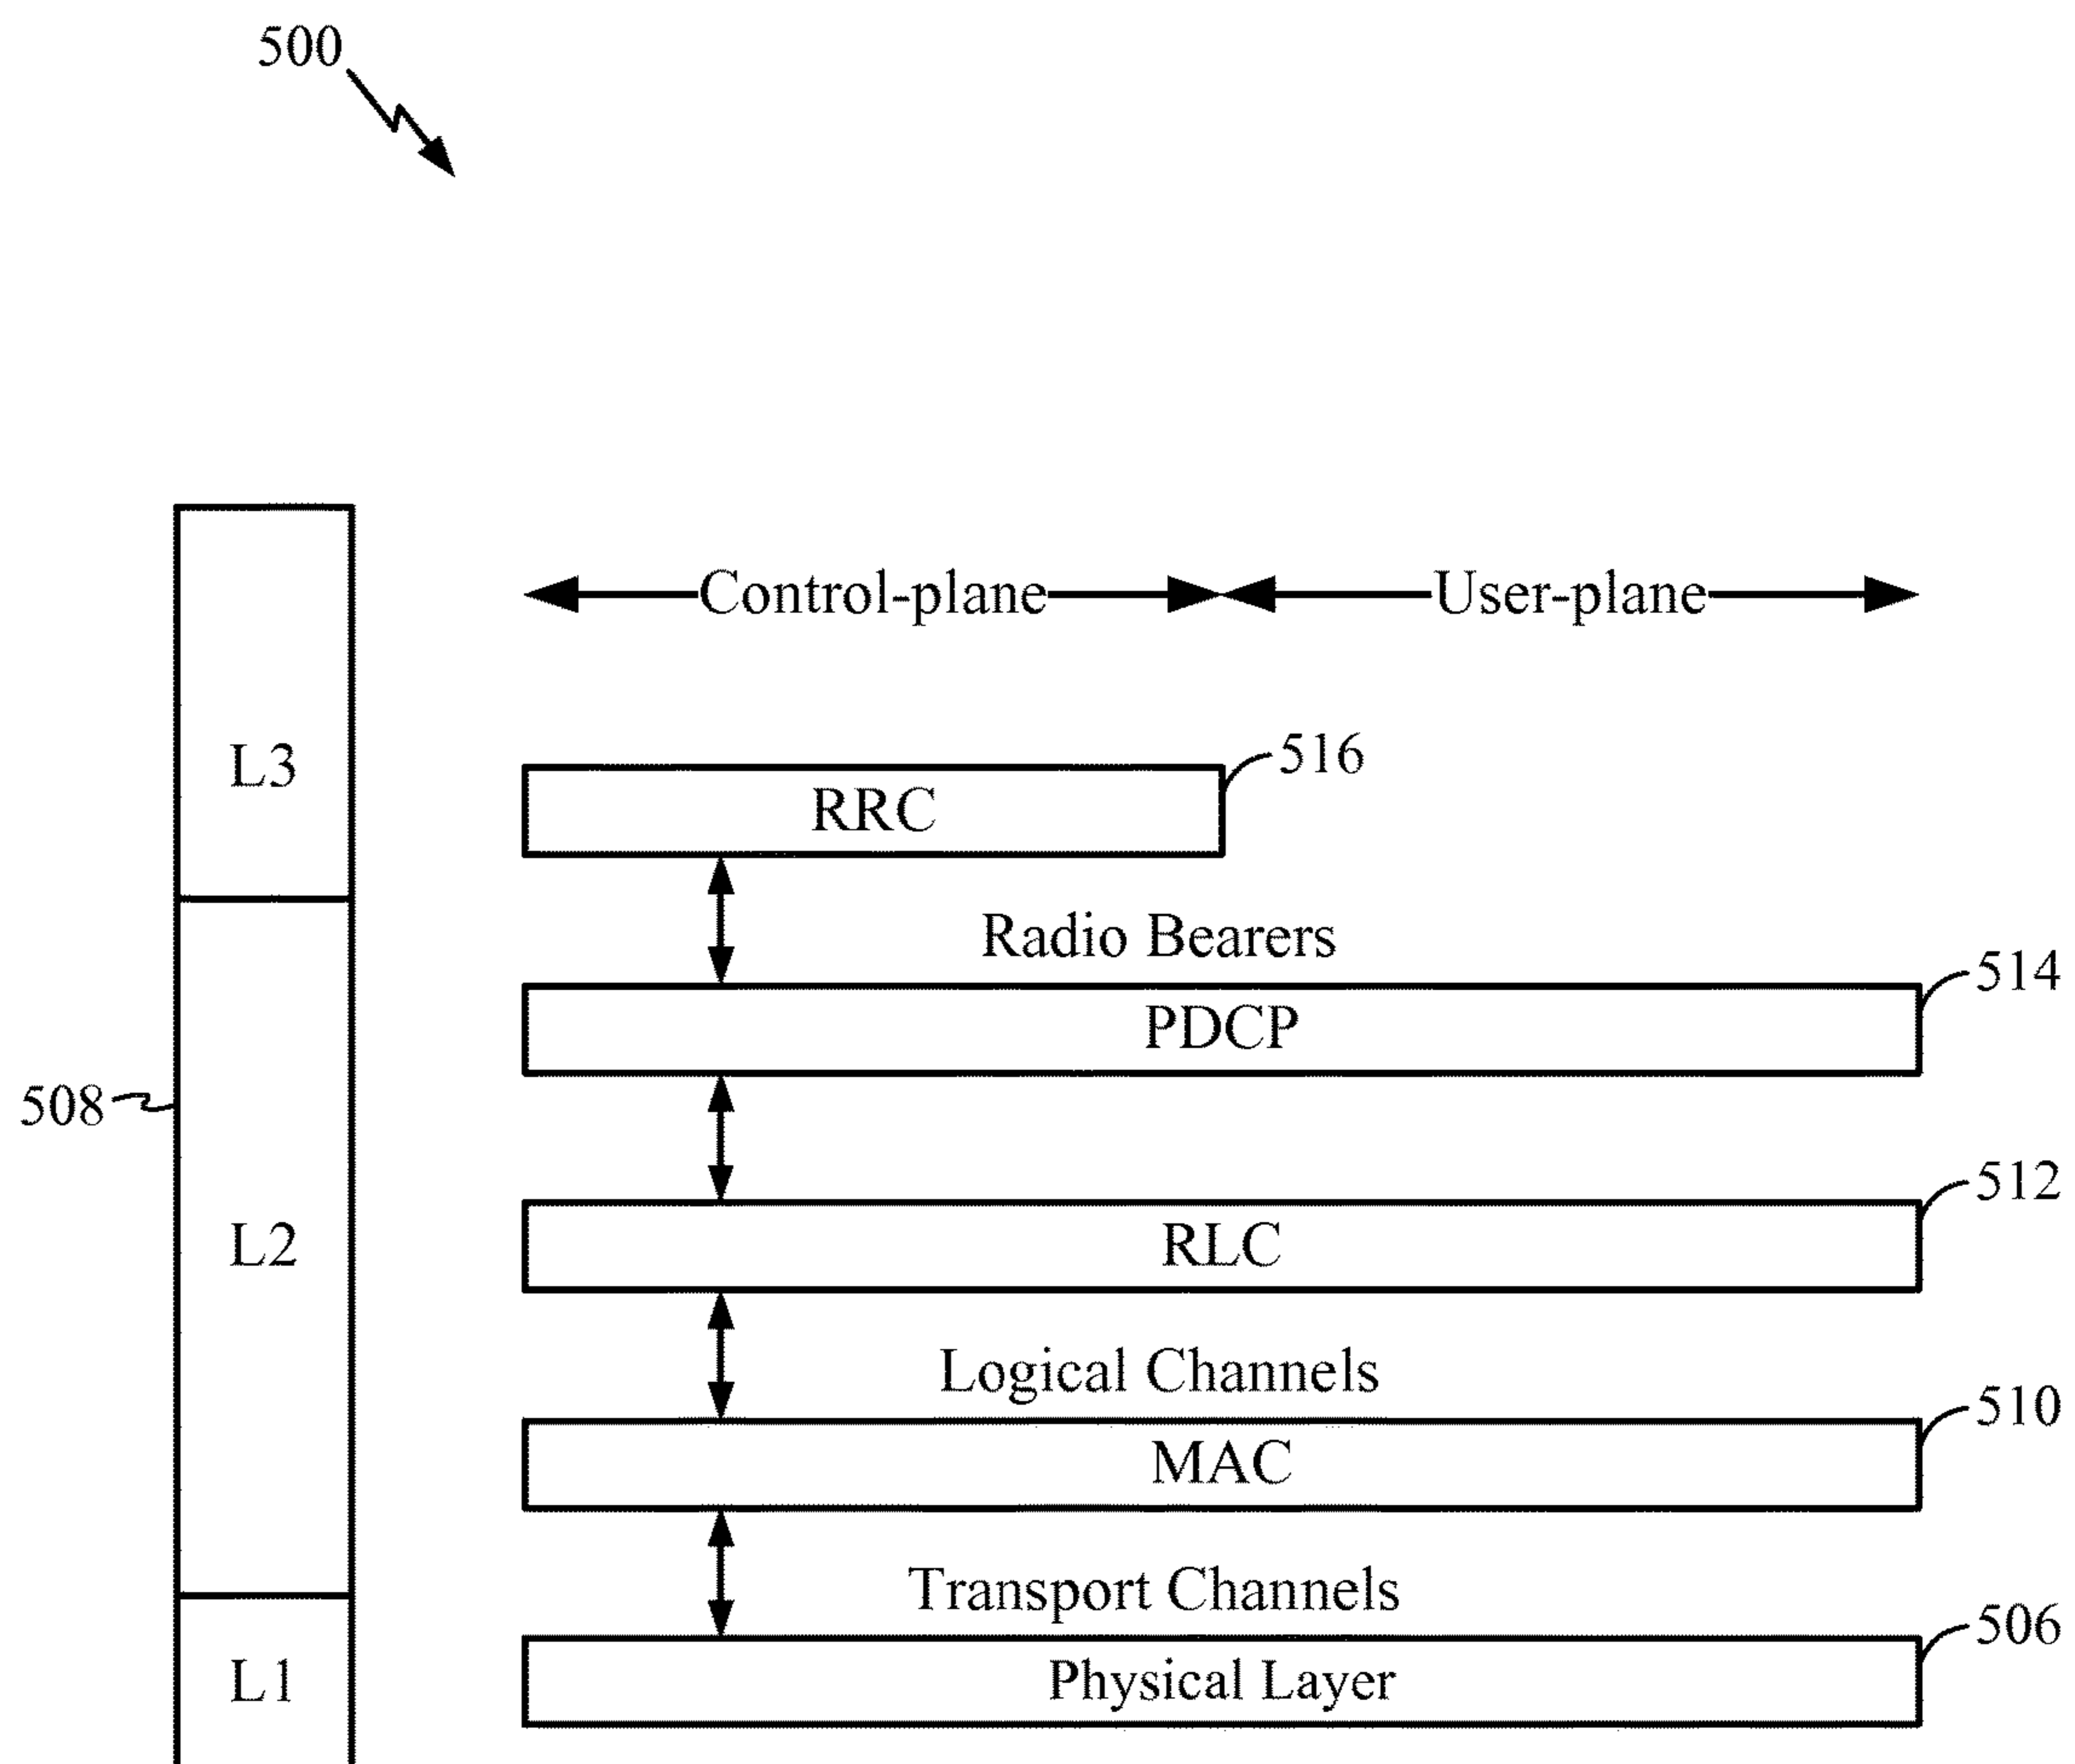 500
Control-plane User-plane
L3
516
RRC
Radio Bearers
514
PDCP
508
512
L2
RLC
Logical Channels
510
MAC
Transport Channels
506
L1
Physical Layer